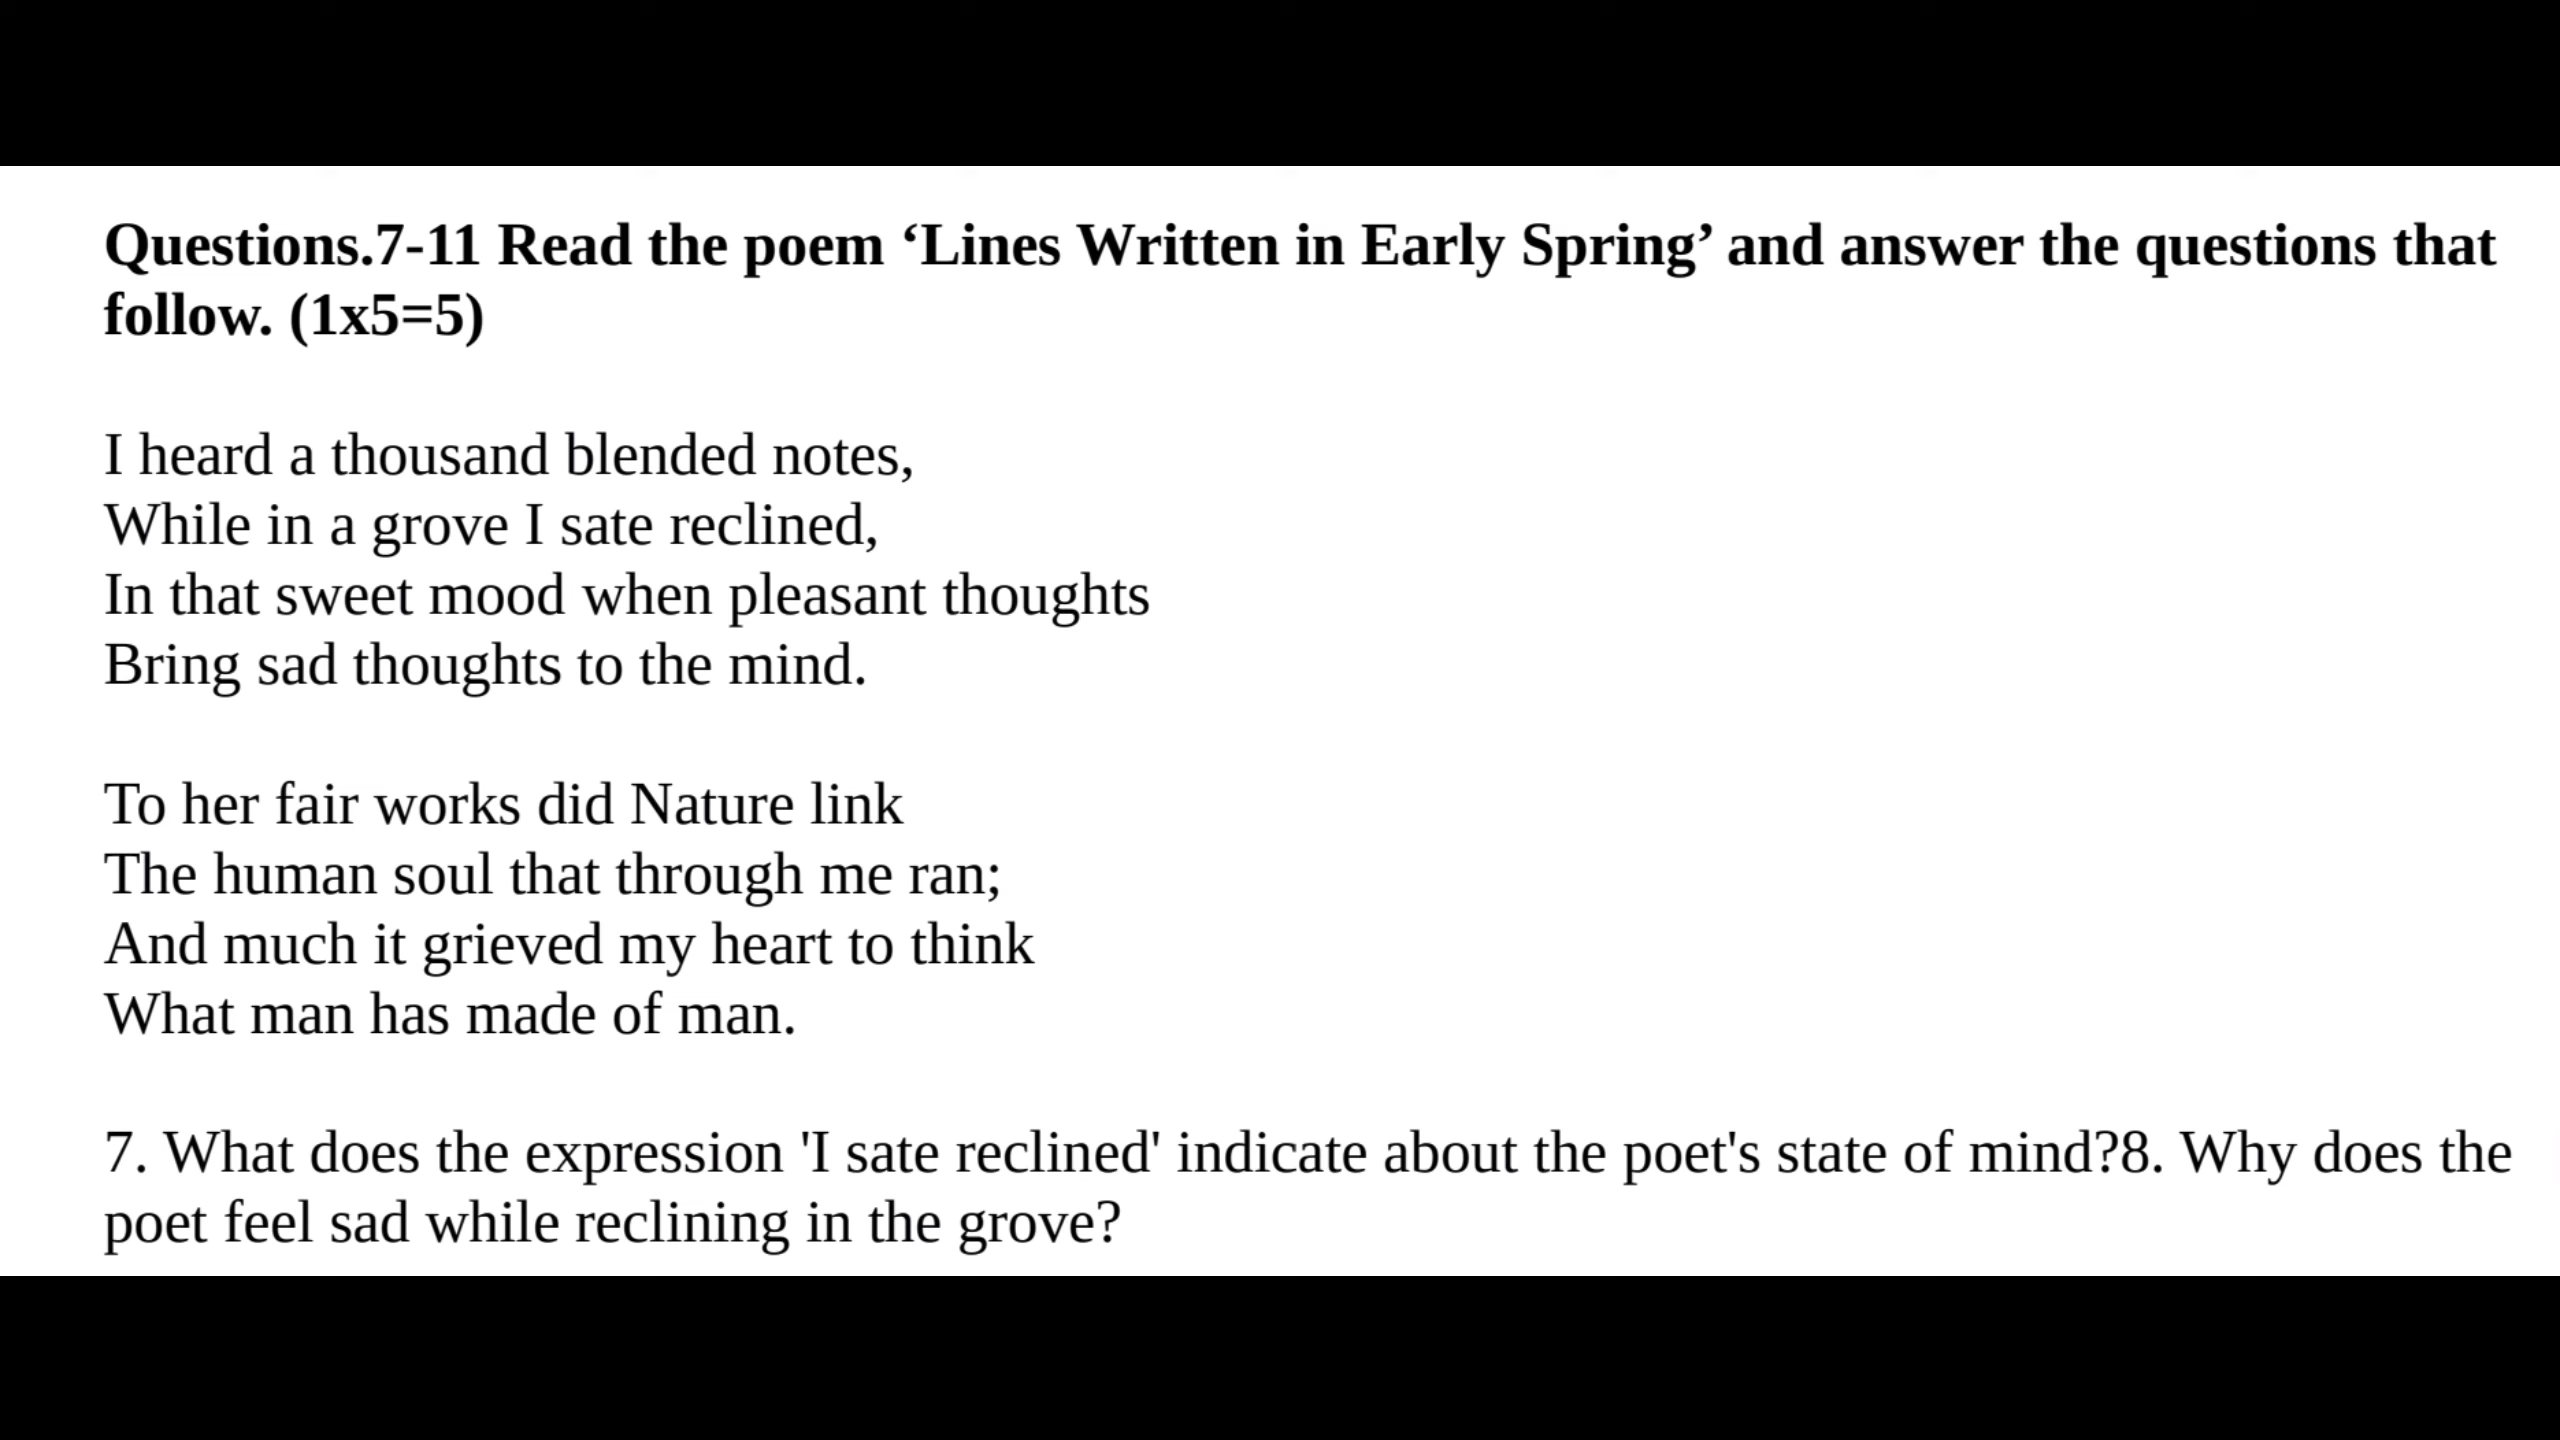 Questions.7-11 Read the poem ‘Lines Written in Early Spring’ and answer the questions that
follow. (1x5=5)
I heard a thousand blended notes,
While in a grove I sate reclined,
In that sweet mood when pleasant thoughts
Bring sad thoughts to the mind.
To her fair works did Nature link
The human soul that through me ran;
And much it grieved my heart to think
What man has made of man.
7. What does the expression 'I sate reclined' indicate about the poet's state of mind?8. Why does the
poet feel sad while reclining in the grove?